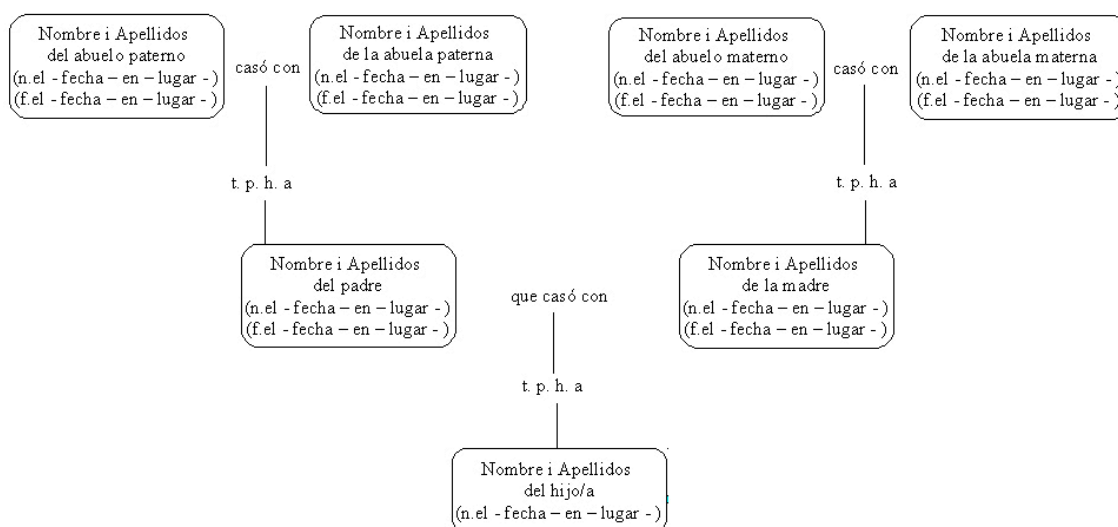 Nombre i Apellidos
del abuelo paterno
(n.el - fecha – en – lugar - )
(f.el - fecha – en – lugar - )
casó con
Nombre i Apellidos
de la abuela paterna
(n.el - fecha – en – lugar - )
(f.el - fecha – en – lugar - )
Nombre i Apellidos
del abuelo materno
(n.el - fecha – en – lugar - )
(f.el - fecha – en – lugar - )
casó con
Nombre i Apellidos
de la abuela materna
(n.el - fecha – en – lugar - )
(f.el - fecha – en – lugar - )
t. p. h. a
t. p. h. a
Nombre i Apellidos
del padre
(n.el - fecha – en – lugar - )
(f.el - fecha – en – lugar - )
que casó con
Nombre i Apellidos
de la madre
(n.el - fecha – en – lugar - )
(f.el - fecha – en – lugar - )
t. p. h. a
Nombre i Apellidos
del hijo/a
(n.el - fecha – en – lugar - )